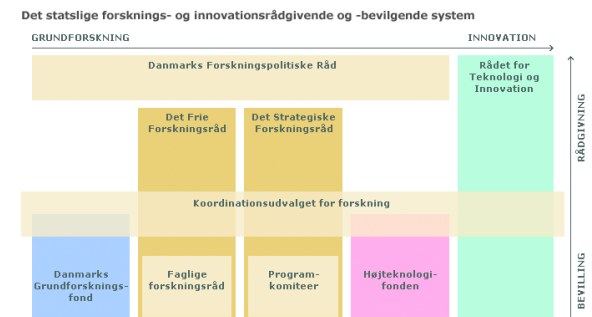 Det statslige forsknings- og innovationsrådgivende og -bevilgende system
GRUNDFORSKNING
INNOVATION
Danmarks Forskningspolitiske Råd
Rådet for
Teknologi og
Innovation
RÅDGIVNING
Det Frie
Forskningsråd
Det Strategiske
Forskningsråd
Koordinationsudvalget for forskning
Danmarks
Grundforsknings-
fond
Faglige
forskningsråd
Program-
komiteer
Højteknologi-
fonden
BEVILLING